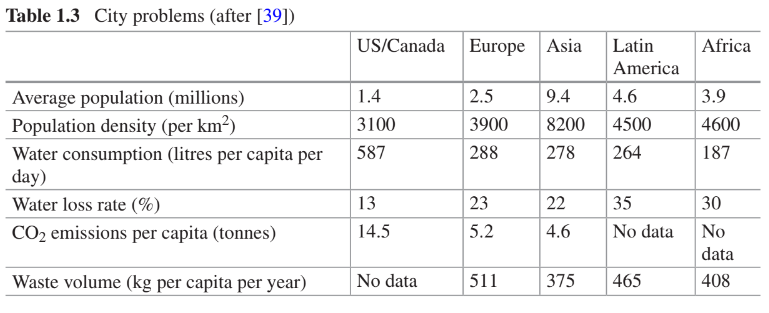 Table 1.3 City problems (after [39])
US/Canada Europe Asia Latin America Africa
Average population (millions) 1.4 2.5 9.4 4.6 3.9
Population density (per km²) 3100 3900 8200 4500 4600
Water consumption (litres per capita per day) 587 288 278 264 187
Water loss rate (%) 13 23 22 35 30
CO₂ emissions per capita (tonnes) 14.5 5.2 4.6 No data No data
Waste volume (kg per capita per year) No data 511 375 465 408